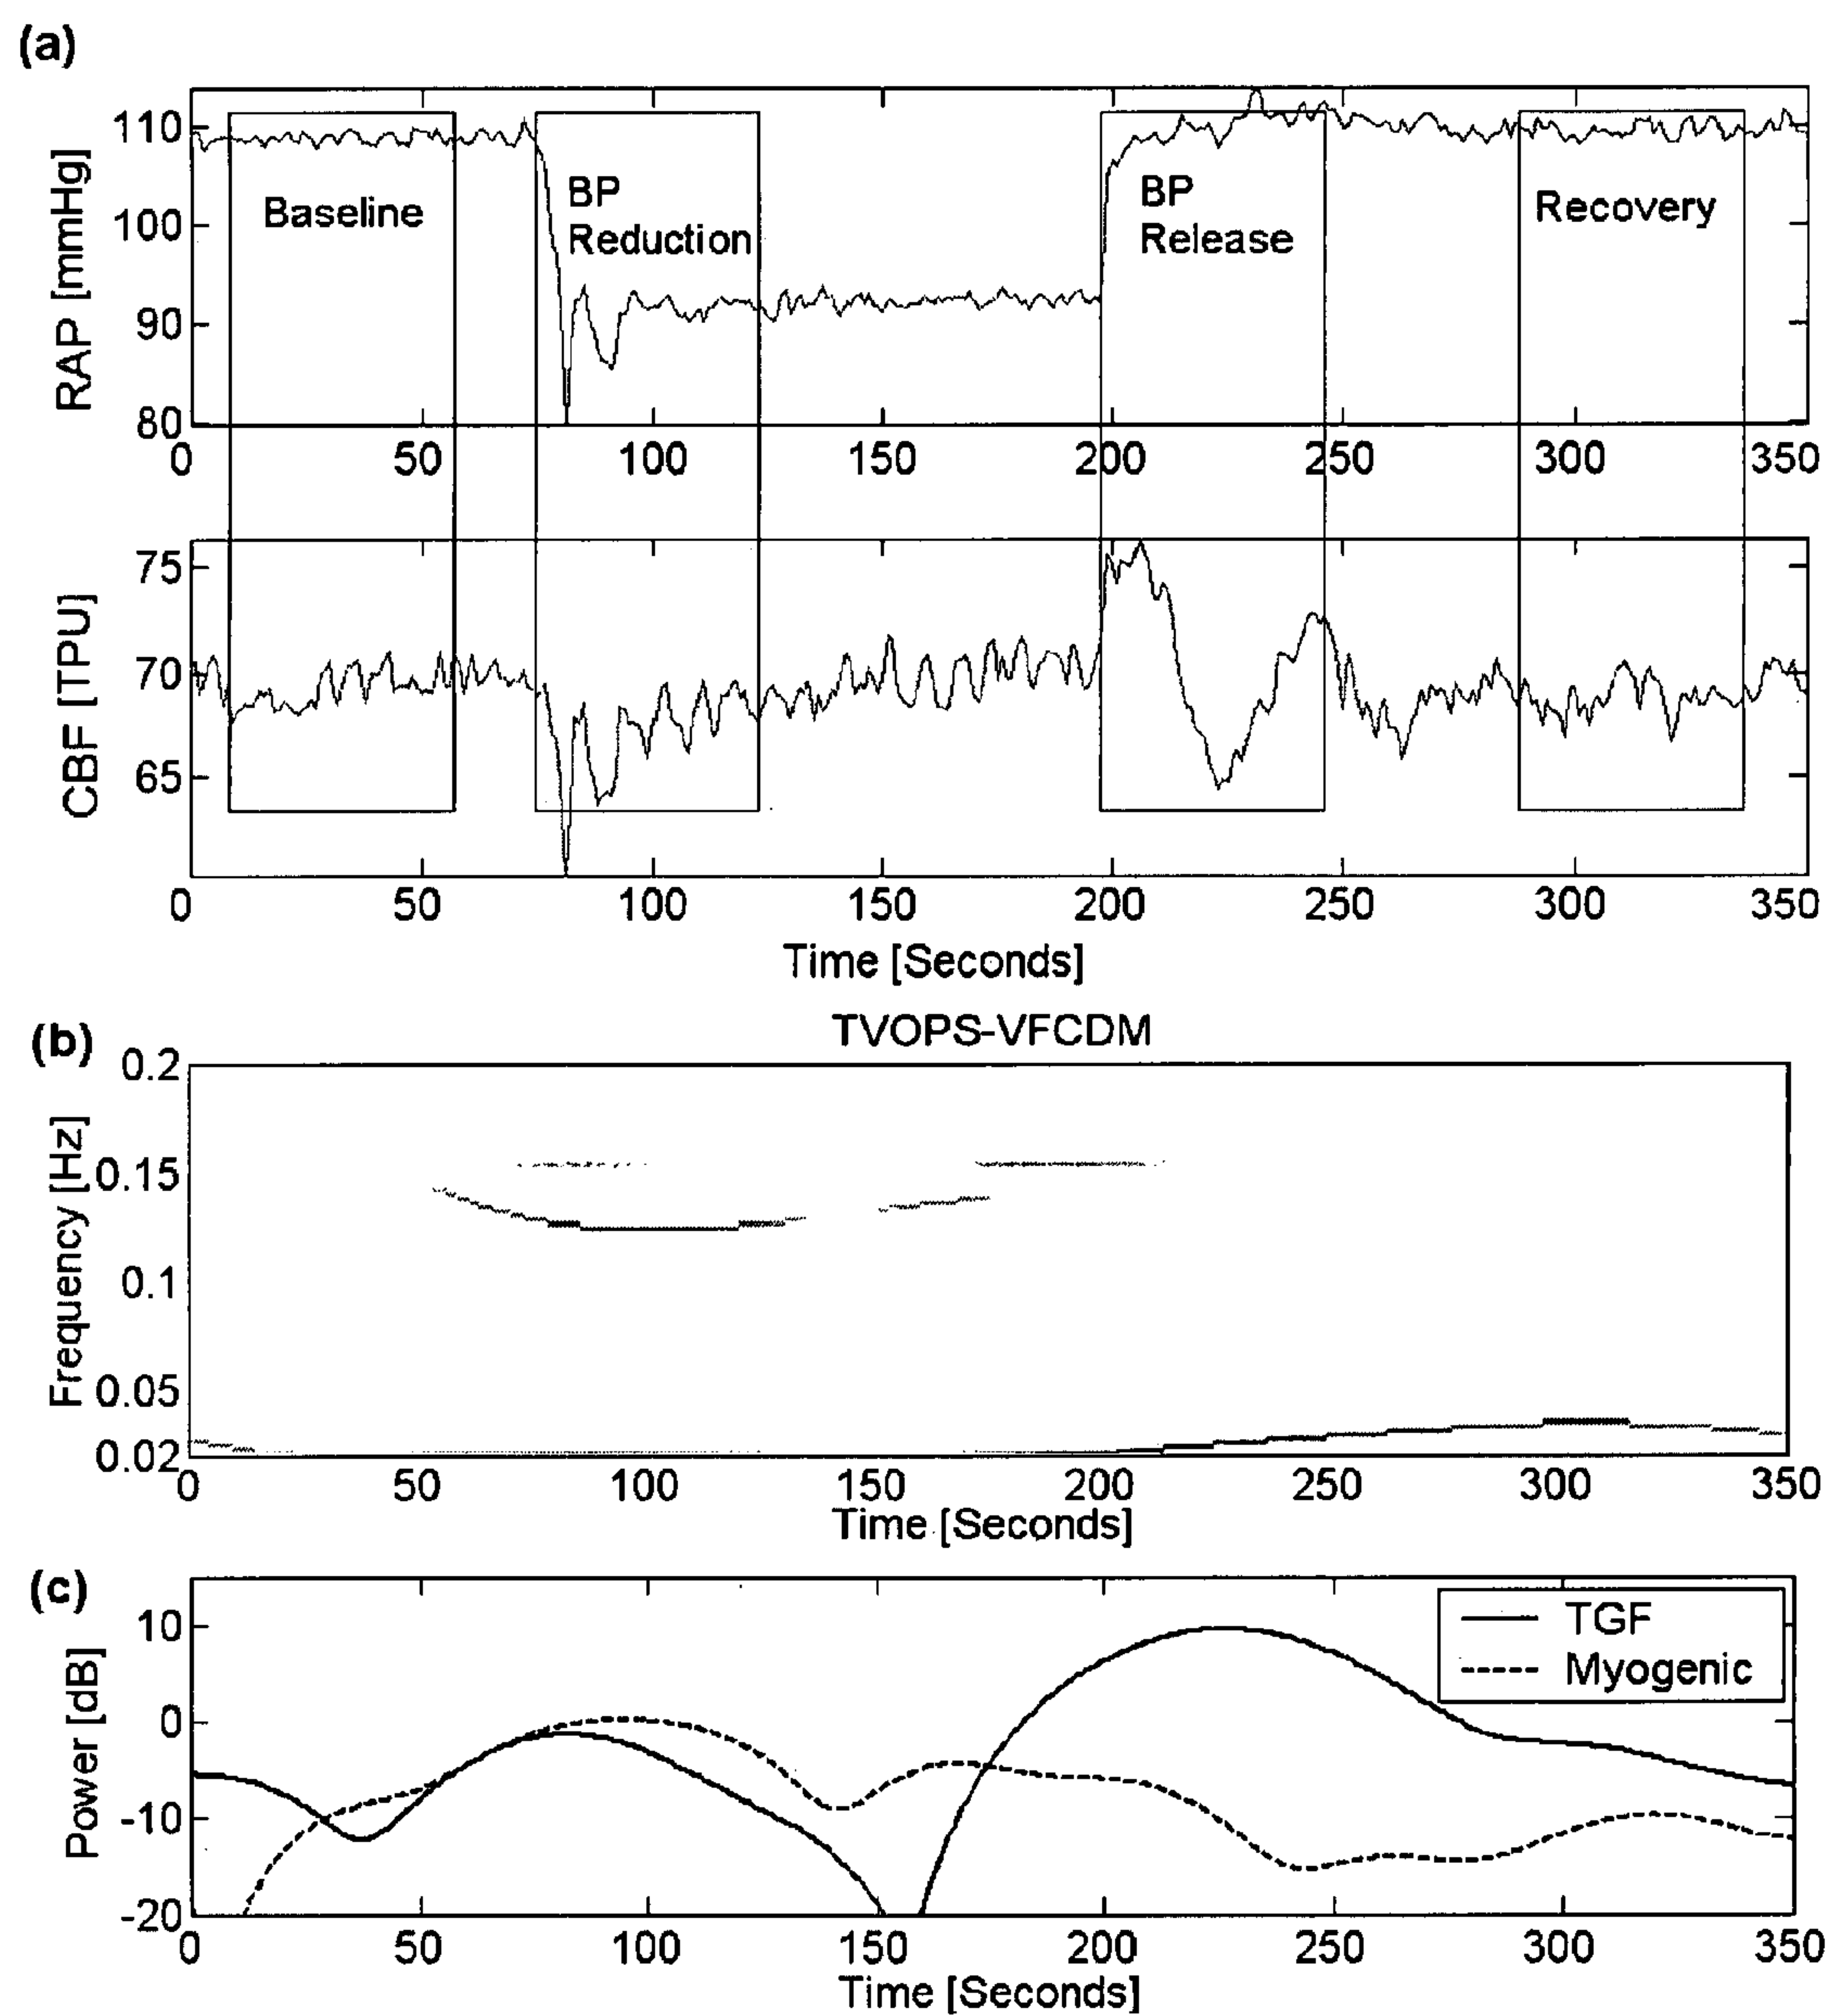 (a)
110
100
90
80
RAP [mmHg]
Baseline
BP
Reduction
BP
Release
Recovery
0 50 100 150 200 250 300 350
75
70
65
CBF [TPU]
0 50 100 150 200 250 300 350
Time [Seconds]
(b)
TVOPS-VFCDM
0.2
0.15
0.1
0.05
0.02
Frequency [Hz]
0 50 100 150 200 250 300 350
Time [Seconds]
(c)
10
0
-10
-20
Power [dB]
TGF
Myogenic
0 50 100 150 200 250 300 350
Time [Seconds]